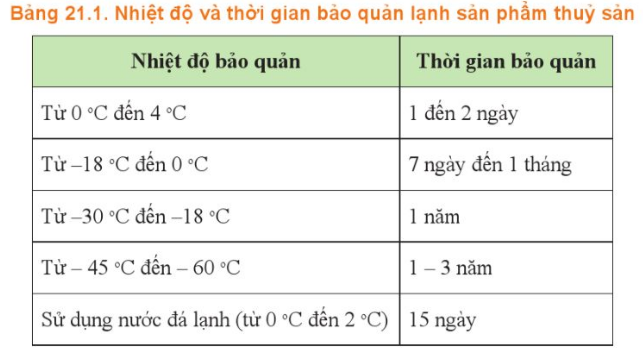 Bảng 21.1. Nhiệt độ và thời gian bảo quản lạnh sản phẩm thuỷ sản
Nhiệt độ bảo quản Thời gian bảo quản
Từ 0 °C đến 4 °C 1 đến 2 ngày
Từ –18 °C đến 0 °C 7 ngày đến 1 tháng
Từ –30 °C đến –18 °C 1 năm
Từ – 45 °C đến – 60 °C 1 – 3 năm
Sử dụng nước đá lạnh (từ 0 °C đến 2 °C) 15 ngày